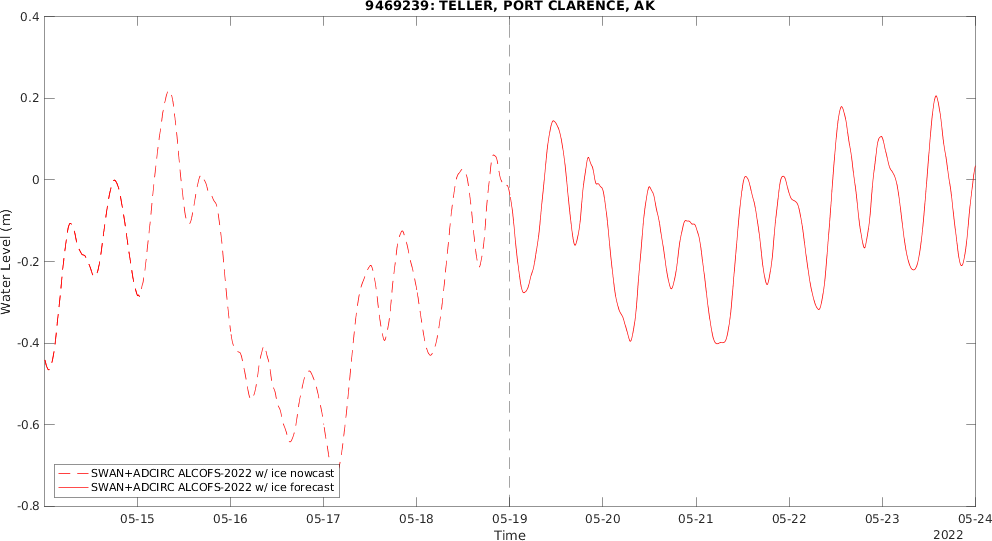 9469239: TELLER, PORT CLARENCE, AK
0.4
0.2
0
-0.2
-0.4
-0.6
-0.8
Water Level (m)
SWAN+ADCIRC ALCOFS-2022 w/ ice nowcast
SWAN+ADCIRC ALCOFS-2022 w/ ice forecast
05-15 05-16 05-17 05-18 05-19 05-20 05-21 05-22 05-23 05-24
Time
2022